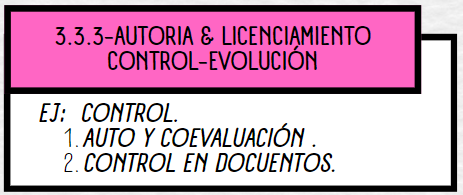 3.3.3-AUTORIA & LICENCIAMIENTO
CONTROL-EVOLUCIÓN
EJ: CONTROL.
1. AUTO Y COEVALUACIÓN .
2. CONTROL EN DOCUENTOS.